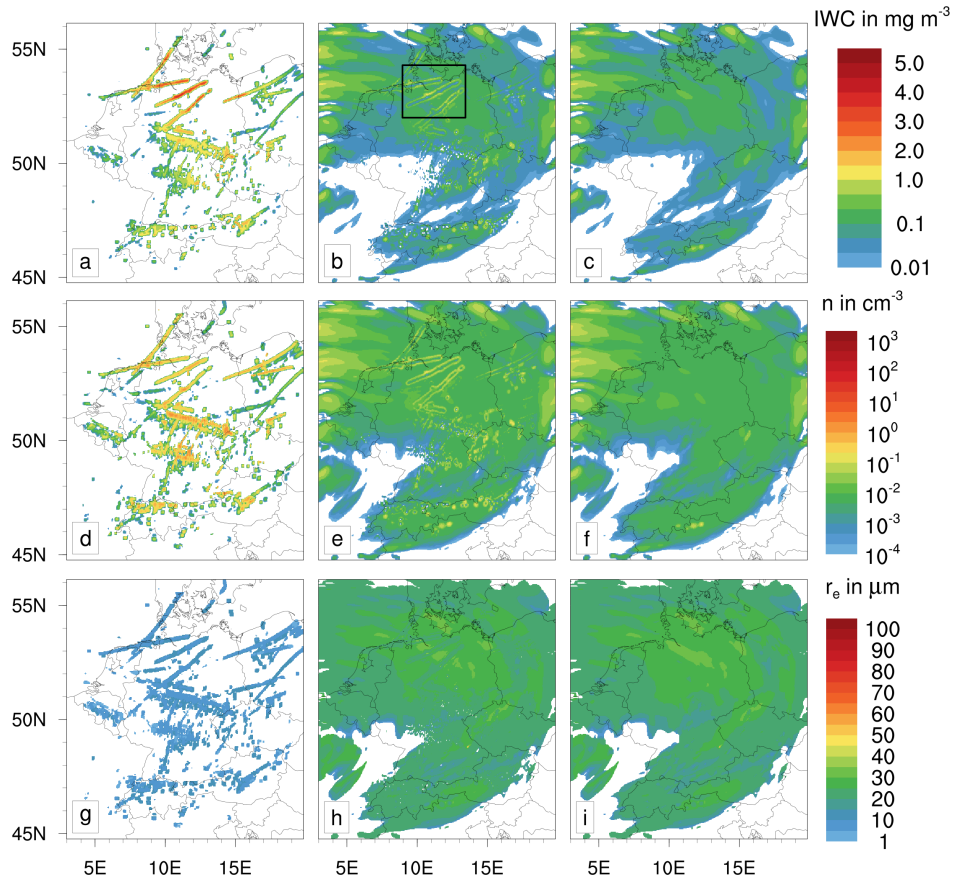 IWC in mg m⁻³
55N
50N
45N
a
b
c
5.0
4.0
3.0
2.0
1.0
0.1
0.01
n in cm⁻³
55N
50N
45N
d
e
f
10³
10²
10¹
10⁰
10⁻¹
10⁻²
10⁻³
10⁻⁴
rₑ in μm
55N
50N
45N
g
h
i
100
90
80
70
60
50
40
30
20
10
1
5E 10E 15E 5E 10E 15E 5E 10E 15E